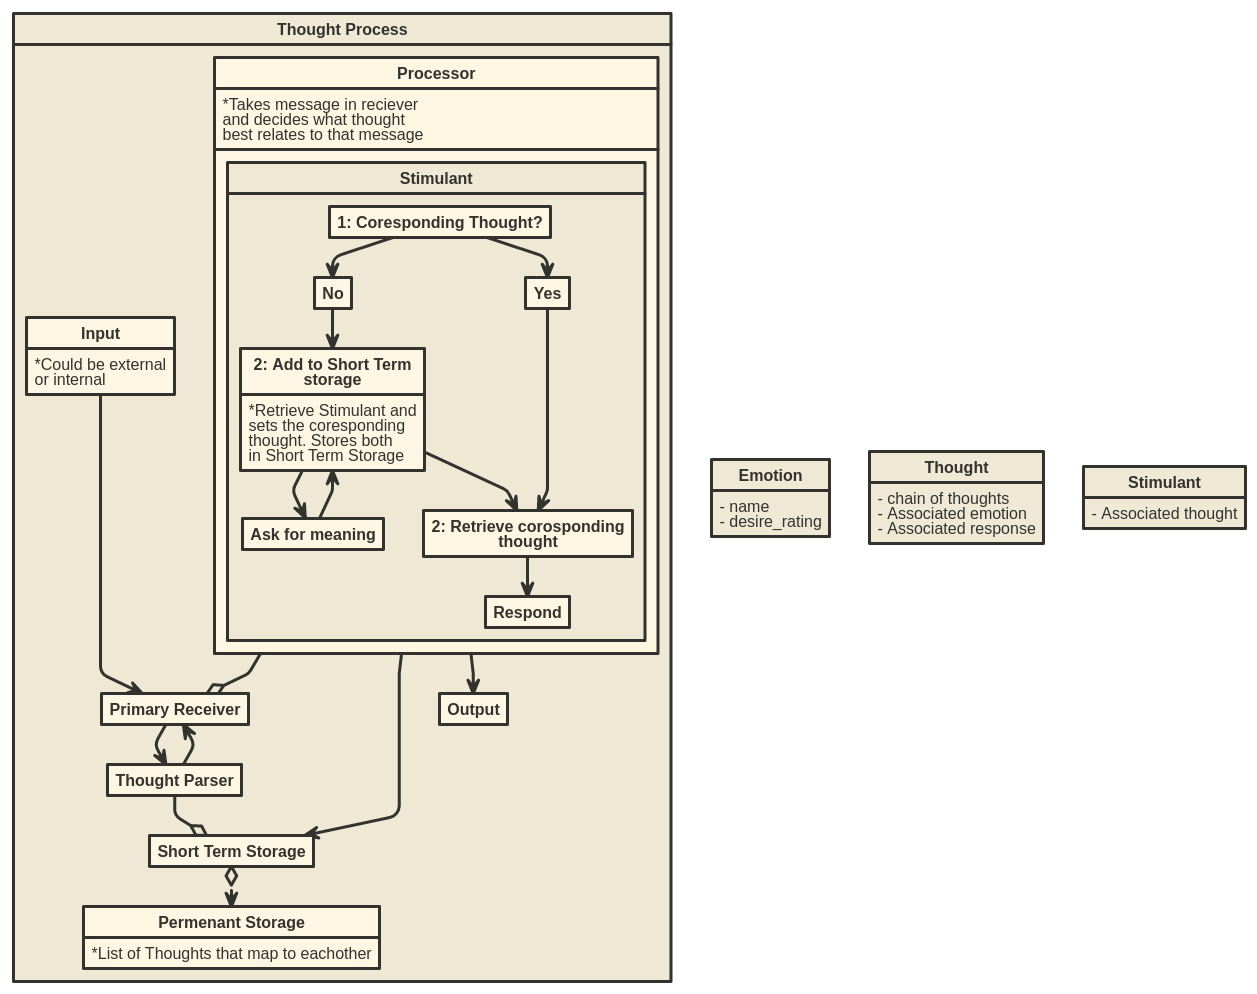 Thought Process
Processor
*Takes message in reciever
and decides what thought
best relates to that message
Stimulant
1: Coresponding Thought?
No
Yes
Input
*Could be external
or internal
2: Add to Short Term
storage
*Retrieve Stimulant and
sets the coresponding
thought. Stores both
in Short Term Storage
Ask for meaning
2: Retrieve corosponding
thought
Respond
Primary Receiver
Output
Thought Parser
Short Term Storage
Permenant Storage
*List of Thoughts that map to eachother
Emotion
- name
- desire_rating
Thought
- chain of thoughts
- Associated emotion
- Associated response
Stimulant
- Associated thought